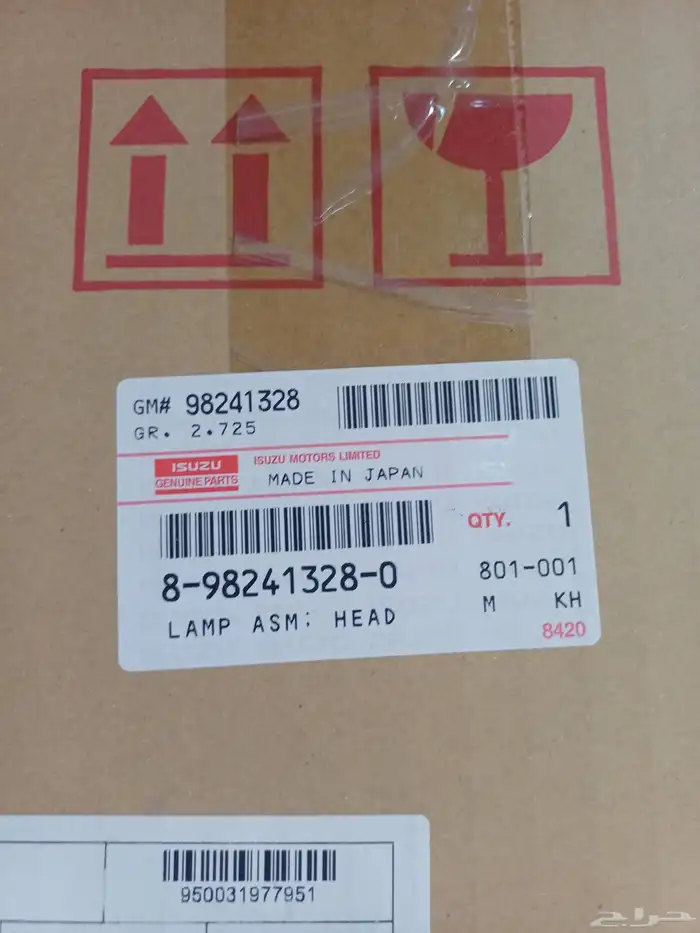 GM# 98241328
GR. 2.725
ISUZU
GENUINE PARTS
ISUZU MOTORS LIMITED
MADE IN JAPAN
QTY. 1
8-98241328-0
801-001
LAMP ASM; HEAD
M KH
8420
950031977951
حراج